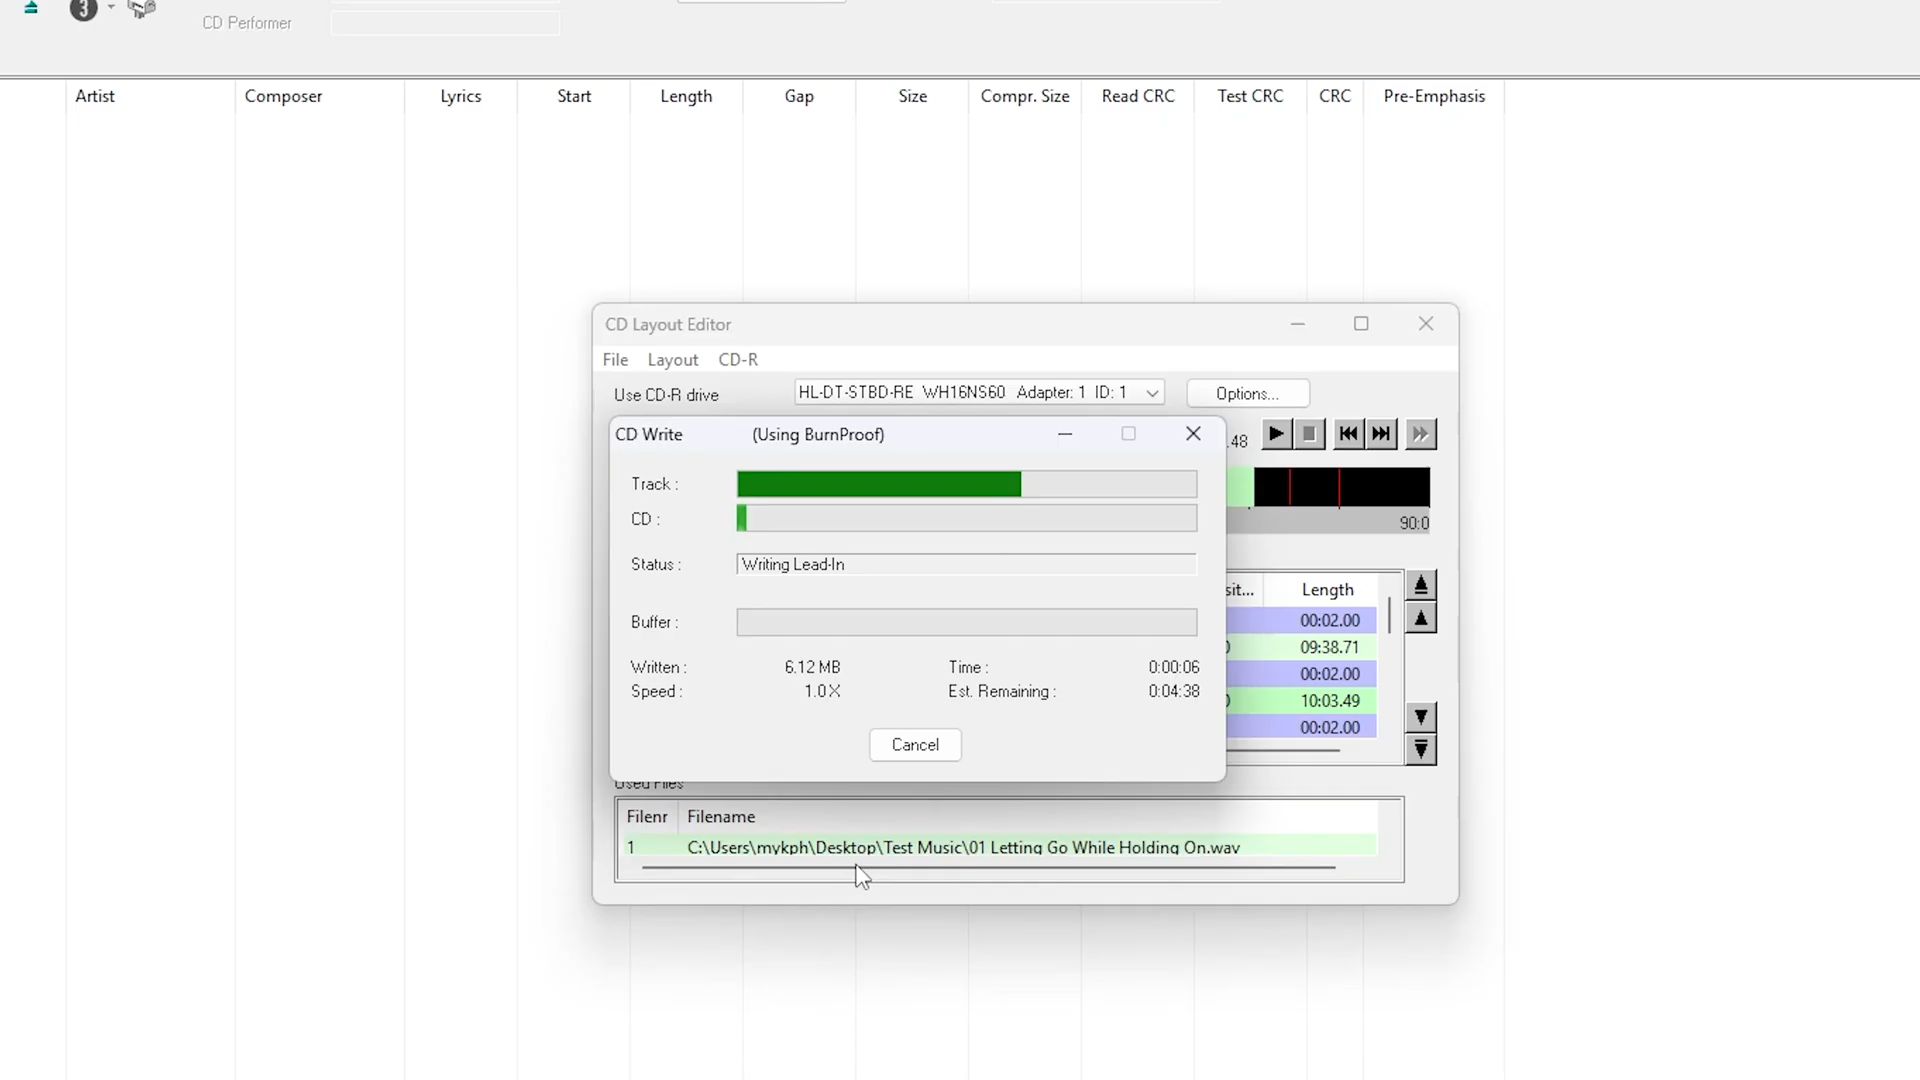 3
CD Performer
Artist Composer Lyrics Start Length Gap Size Compr. Size Read CRC Test CRC CRC Pre-Emphasis
CD Layout Editor
File Layout CD-R
Use CD-R drive HL-DT-STBD-RE WH16NS60 Adapter: 1 ID: 1 Options...
CD Write (Using BurnProof)
.48
Track :
CD :
90:0
Status : Writing Lead-In
sit... Length
00:02.00
Buffer :
09:38.71
Written : 6.12 MB Time : 0:00:06
00:02.00
Speed : 1.0 X Est. Remaining : 0:04:38
10:03.49
00:02.00
Cancel
Used Files
Filenr Filename
1 C:\Users\mykph\Desktop\Test Music\01 Letting Go While Holding On.wav